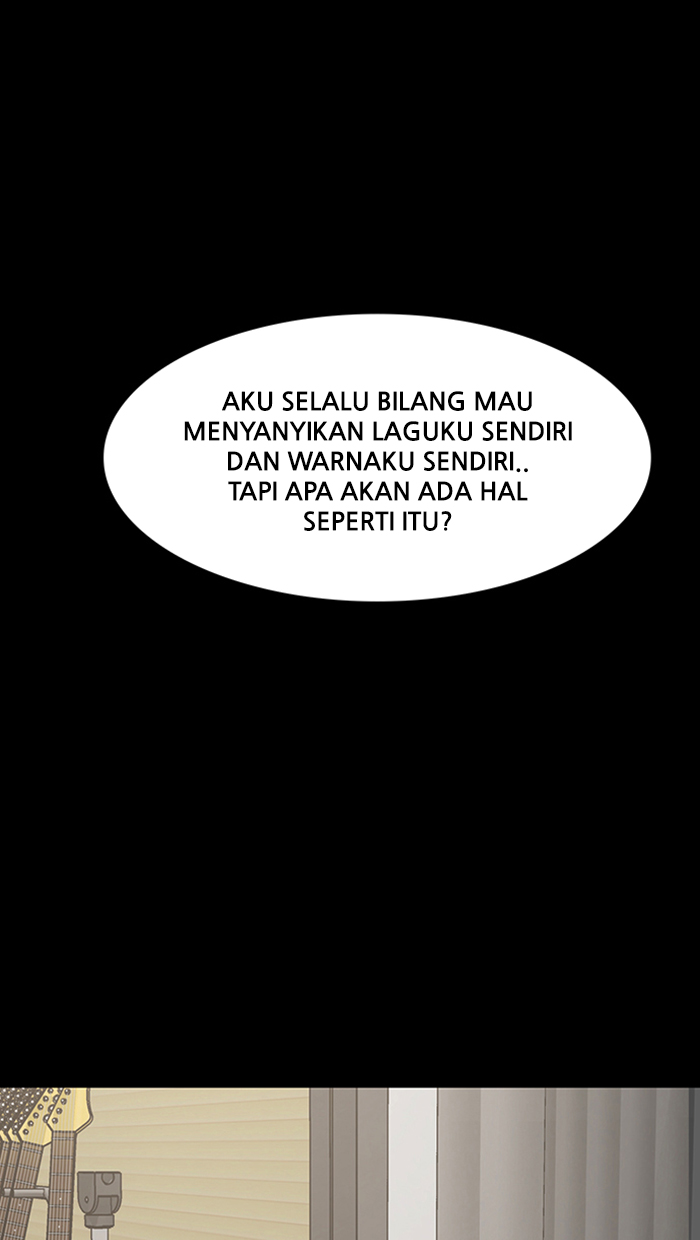 AKU SELALU BILANG MAU
MENYANYIKAN LAGUKU SENDIRI
DAN WARNAKU SENDIRI..
TAPI APA AKAN ADA HAL
SEPERTI ITU?